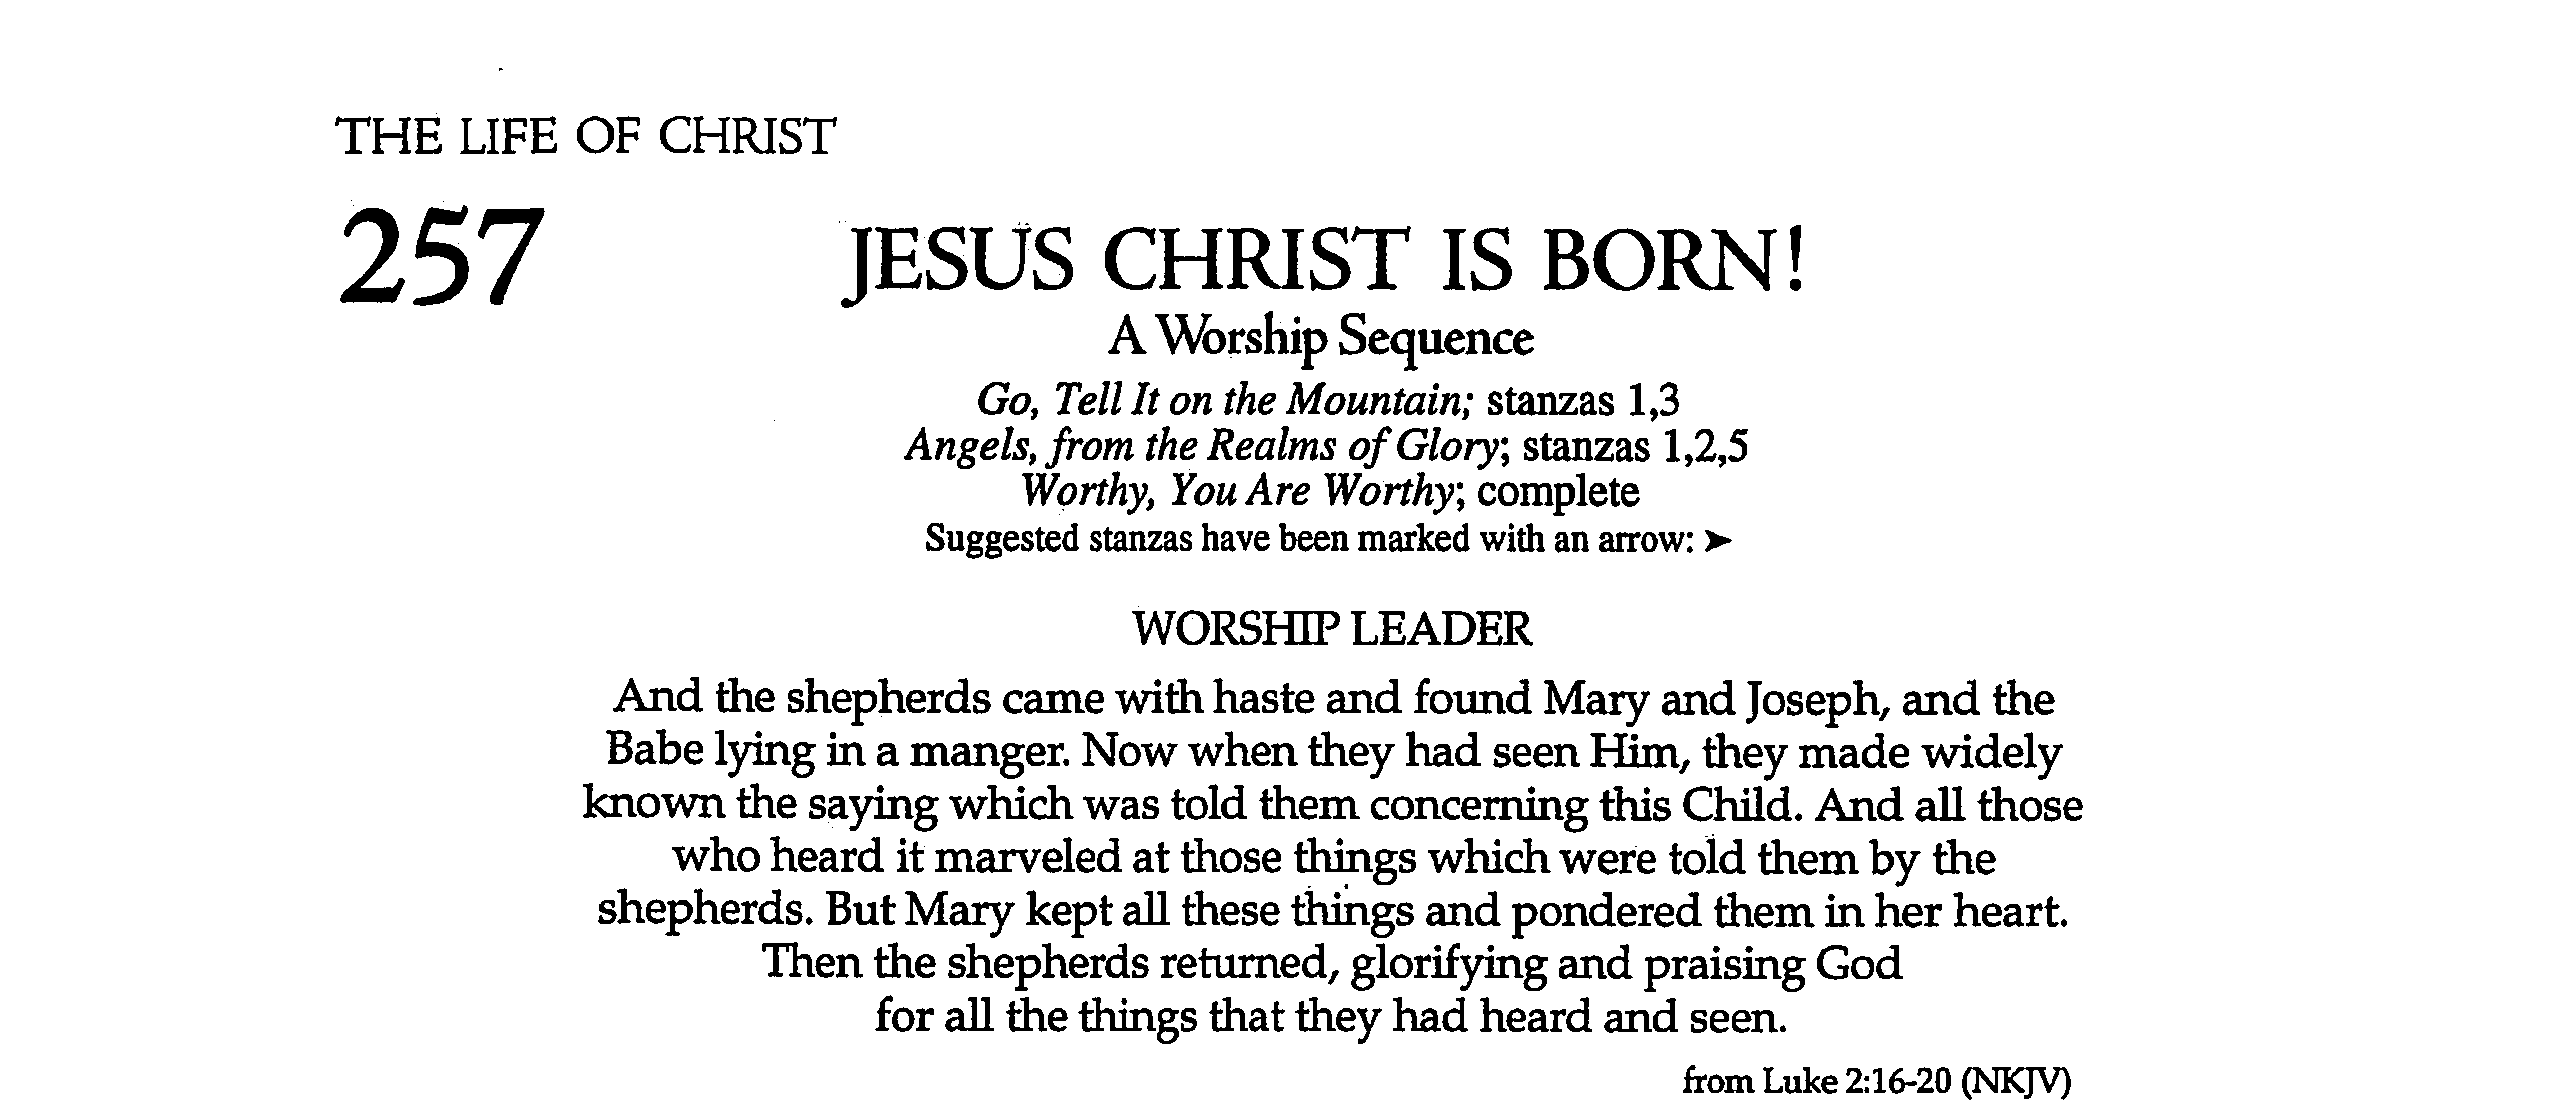 THE LIFE OF CHRIST
257
JESUS CHRIST IS BORN!
A Worship Sequence
Go, Tell It on the Mountain; stanzas 1,3
Angels, from the Realms of Glory; stanzas 1,2,5
Worthy, You Are Worthy; complete
Suggested stanzas have been marked with an arrow: ➤
WORSHIP LEADER
And the shepherds came with haste and found Mary and Joseph, and the
Babe lying in a manger. Now when they had seen Him, they made widely
known the saying which was told them concerning this Child. And all those
who heard it marveled at those things which were told them by the
shepherds. But Mary kept all these things and pondered them in her heart.
Then the shepherds returned, glorifying and praising God
for all the things that they had heard and seen.
from Luke 2:16-20 (NKJV)